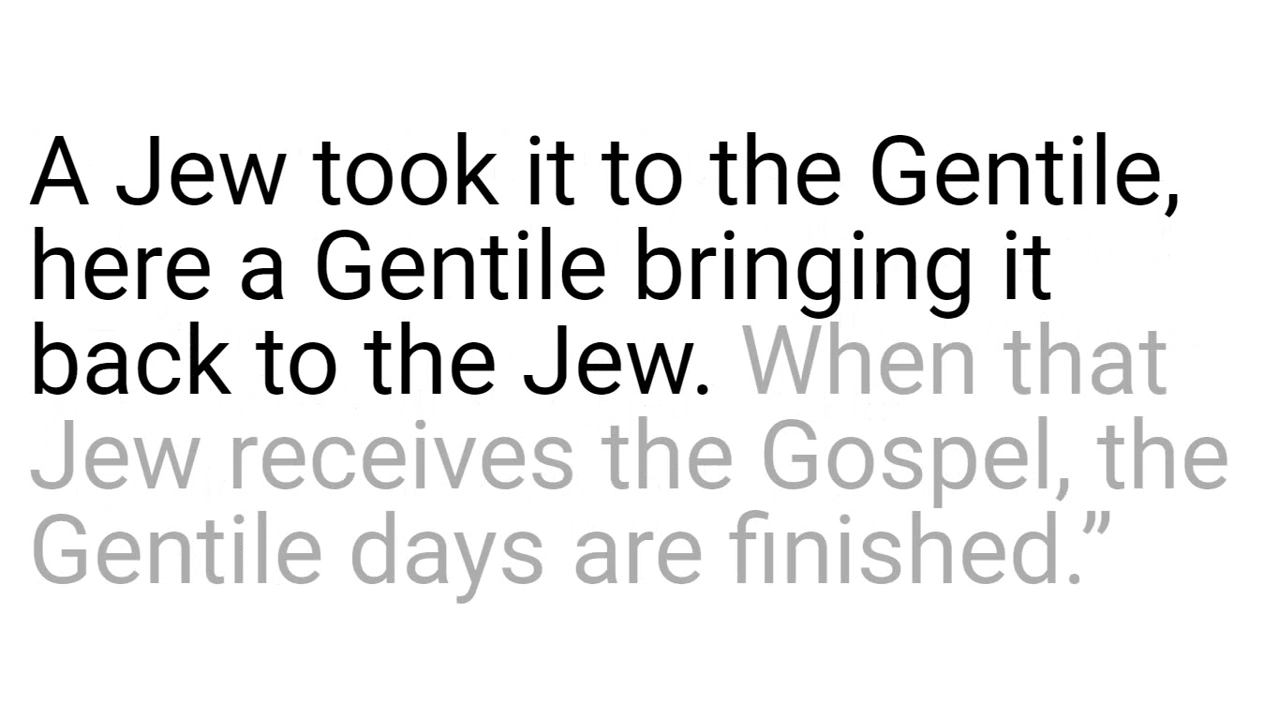 A Jew took it to the Gentile,
here a Gentile bringing it
back to the Jew. When that
Jew receives the Gospel, the
Gentile days are finished.”